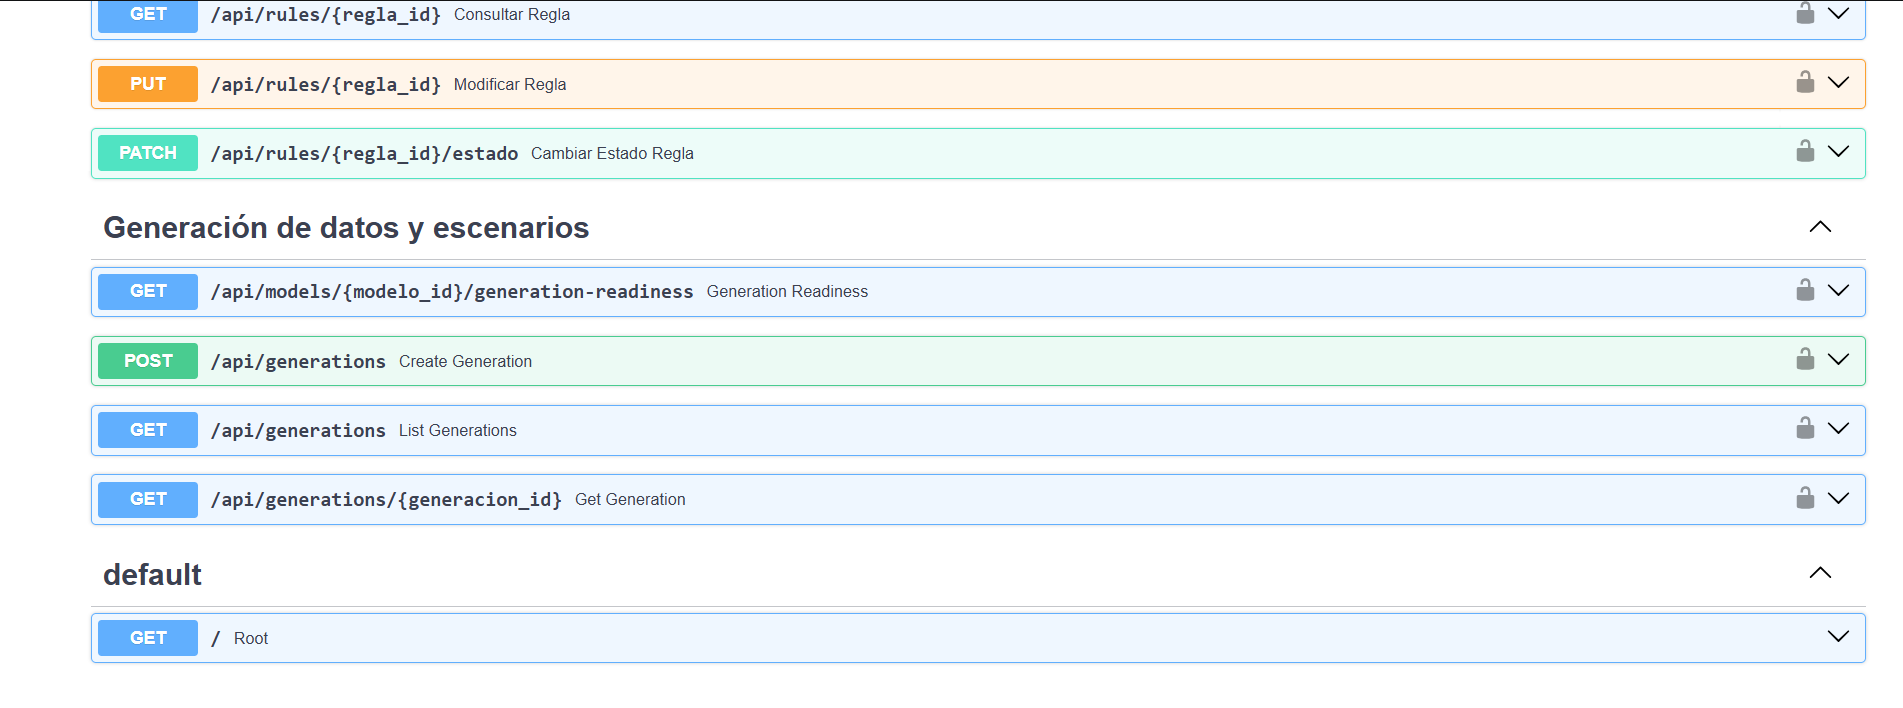 GET /api/rules/{regla_id} Consultar Regla
PUT /api/rules/{regla_id} Modificar Regla
PATCH /api/rules/{regla_id}/estado Cambiar Estado Regla
Generación de datos y escenarios
GET /api/models/{modelo_id}/generation-readiness Generation Readiness
POST /api/generations Create Generation
GET /api/generations List Generations
GET /api/generations/{generacion_id} Get Generation
default
GET / Root